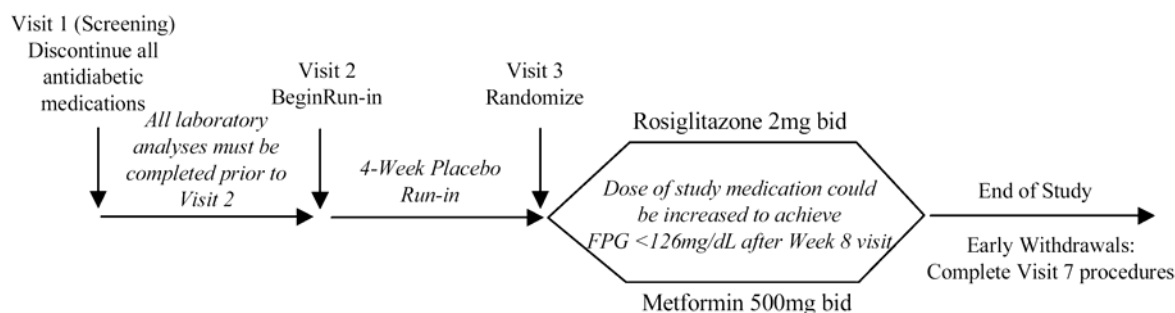 Visit 1 (Screening)
Discontinue all
antidiabetic
medications
All laboratory
analyses must be
completed prior to
Visit 2
Visit 2
BeginRun-in
4-Week Placebo
Run-in
Visit 3
Randomize
Rosiglitazone 2mg bid
Dose of study medication could
be increased to achieve
FPG <126mg/dL after Week 8 visit
Metformin 500mg bid
End of Study
Early Withdrawals:
Complete Visit 7 procedures